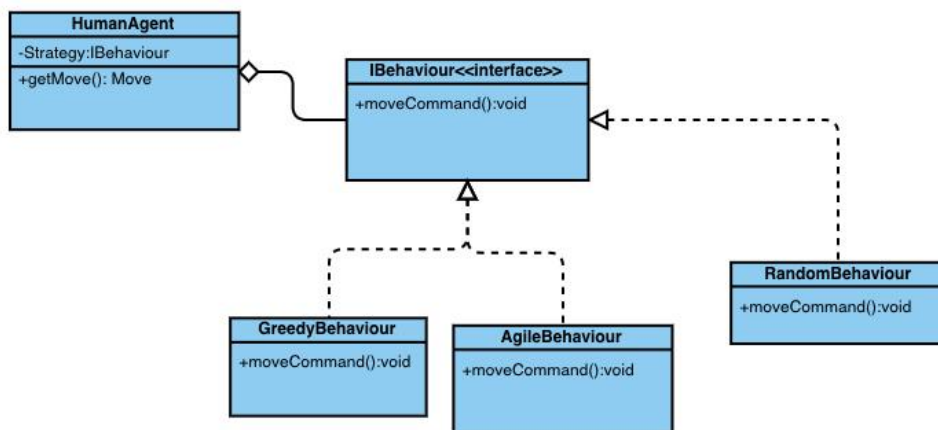 HumanAgent
-Strategy:IBehaviour
+getMove(): Move
IBehaviour<<interface>>
+moveCommand():void
RandomBehaviour
+moveCommand():void
GreedyBehaviour
+moveCommand():void
AgileBehaviour
+moveCommand():void